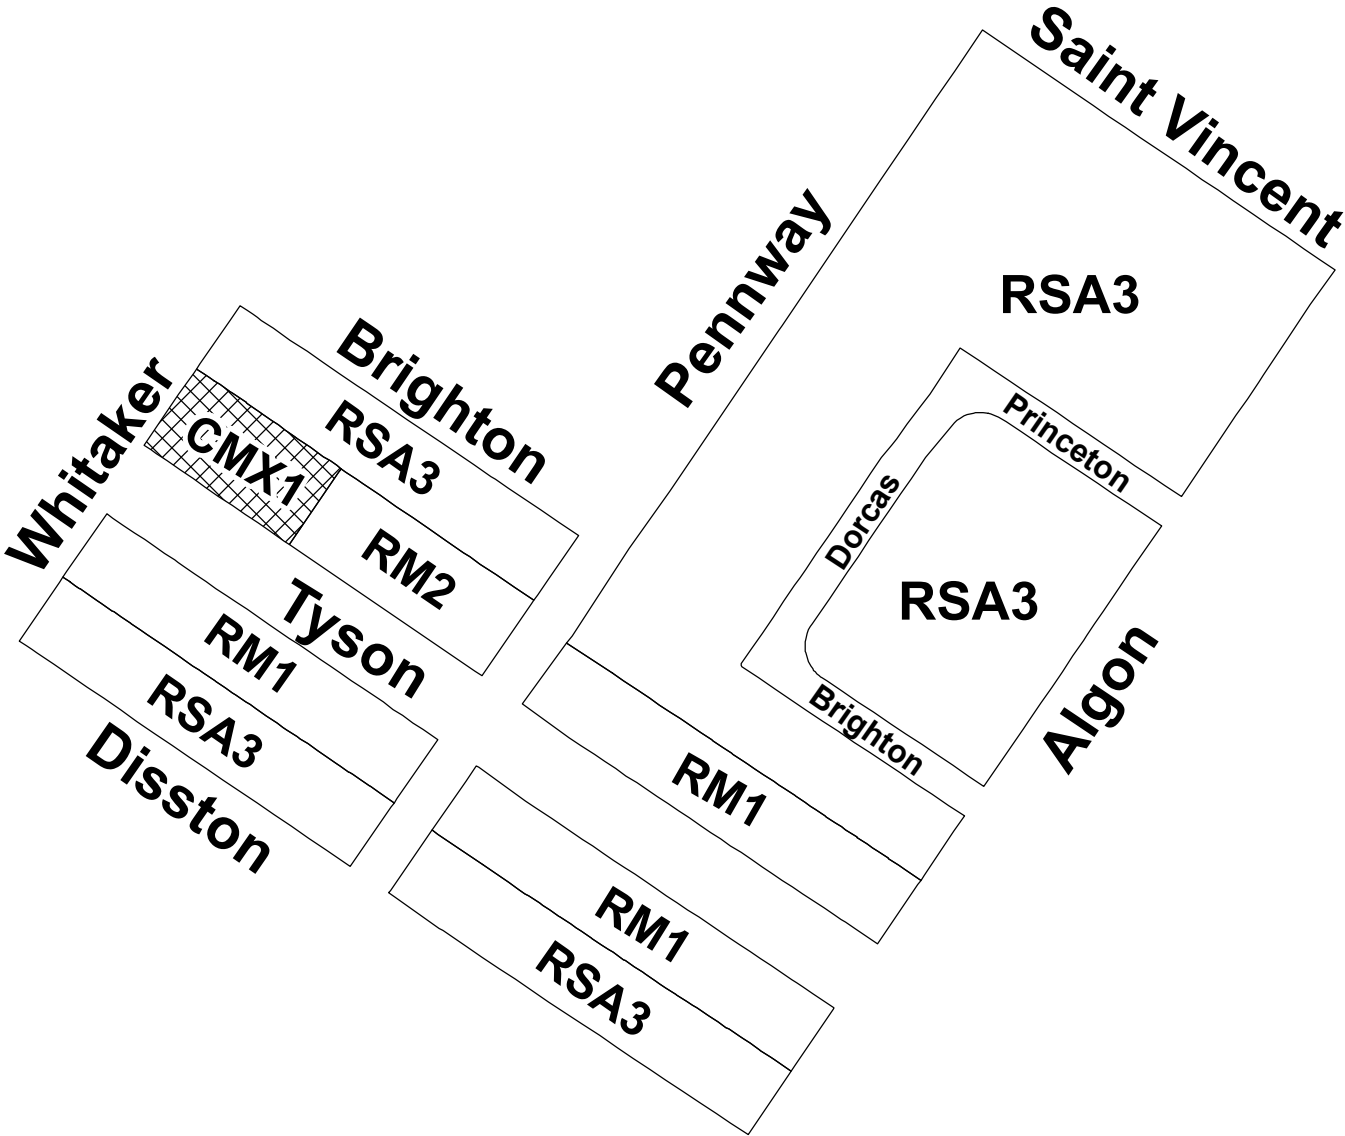 Saint Vincent
Pennway
RSA3
Brighton
Whitaker
RSA3
CMX1
Princeton
Dorcas
RM2
RSA3
Tyson
RM1
Algon
RSA3
Brighton
Disston
RM1
RM1
RSA3